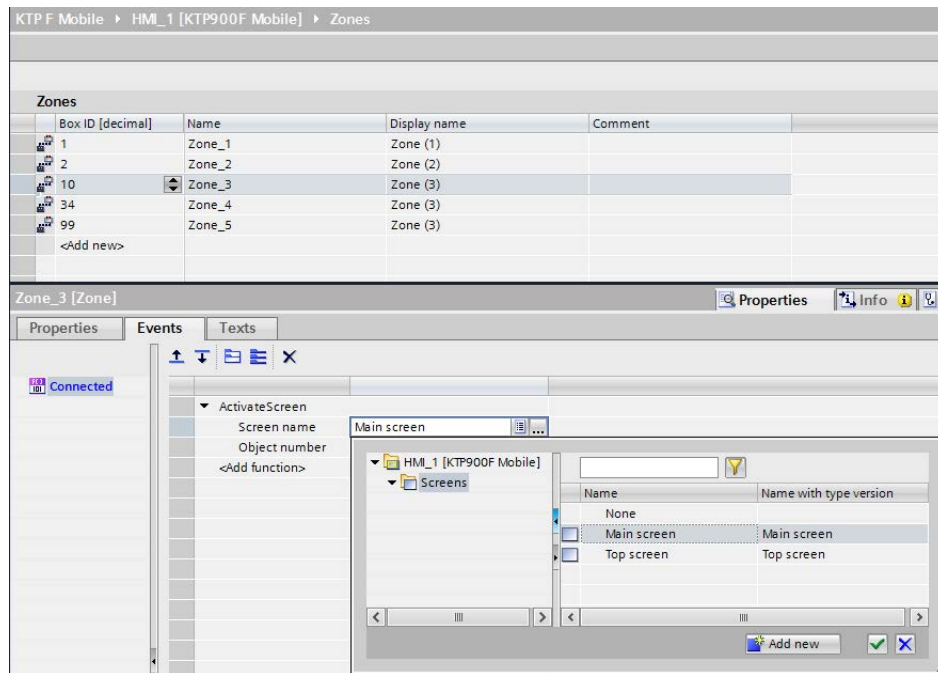 KTP F Mobile ▸ HMI_1 [KTP900F Mobile] ▸ Zones
Zones
Box ID [decimal] Name Display name Comment
1 Zone_1 Zone (1)
2 Zone_2 Zone (2)
10 Zone_3 Zone (3)
34 Zone_4 Zone (3)
99 Zone_5 Zone (3)
<Add new>
Zone_3 [Zone] Properties Info
Properties Events Texts
Connected
ActivateScreen
Screen name Main screen ...
Object number
<Add function>
HMI_1 [KTP900F Mobile]
Screens
Name Name with type version
None
Main screen Main screen
Top screen Top screen
Add new